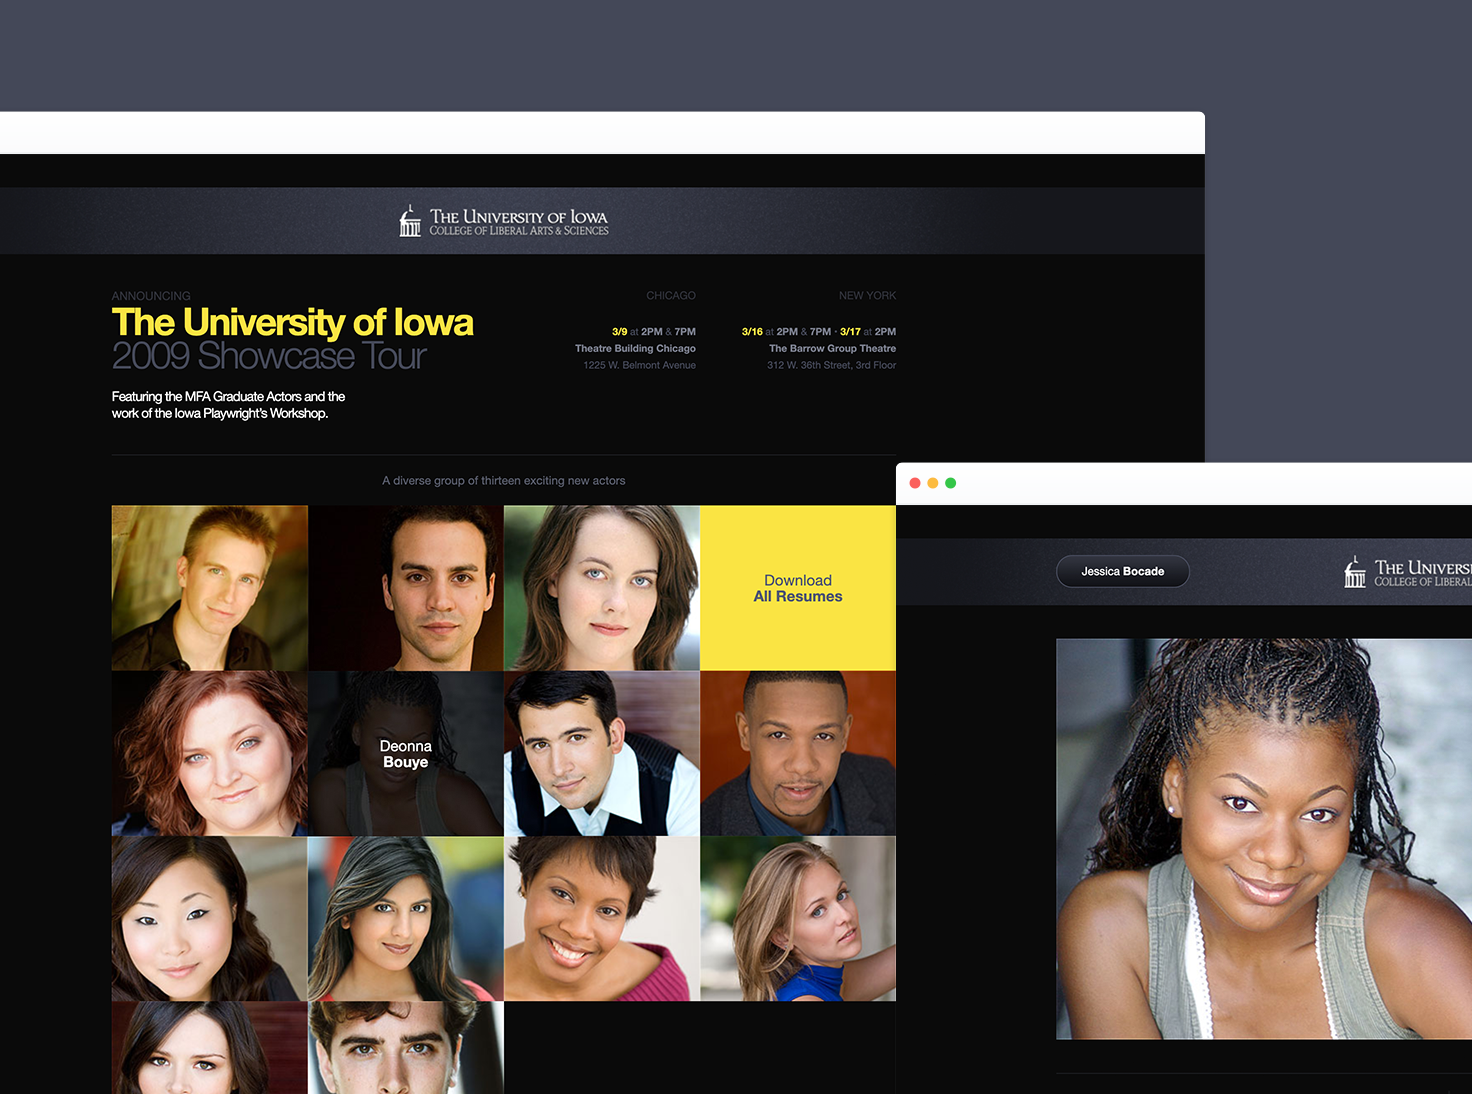 THE UNIVERSITY OF IOWA
COLLEGE OF LIBERAL ARTS & SCIENCES
ANNOUNCING
The University of Iowa
2009 Showcase Tour
Featuring the MFA Graduate Actors and the
work of the Iowa Playwright's Workshop.
CHICAGO
3/9 at 2PM & 7PM
Theatre Building Chicago
1225 W. Belmont Avenue
NEW YORK
3/16 at 2PM & 7PM · 3/17 at 2PM
The Barrow Group Theatre
312 W. 36th Street, 3rd Floor
A diverse group of thirteen exciting new actors
Download
All Resumes
Deonna
Bouye
Jessica Bocade
THE UNIVERS
COLLEGE OF LIBERAL